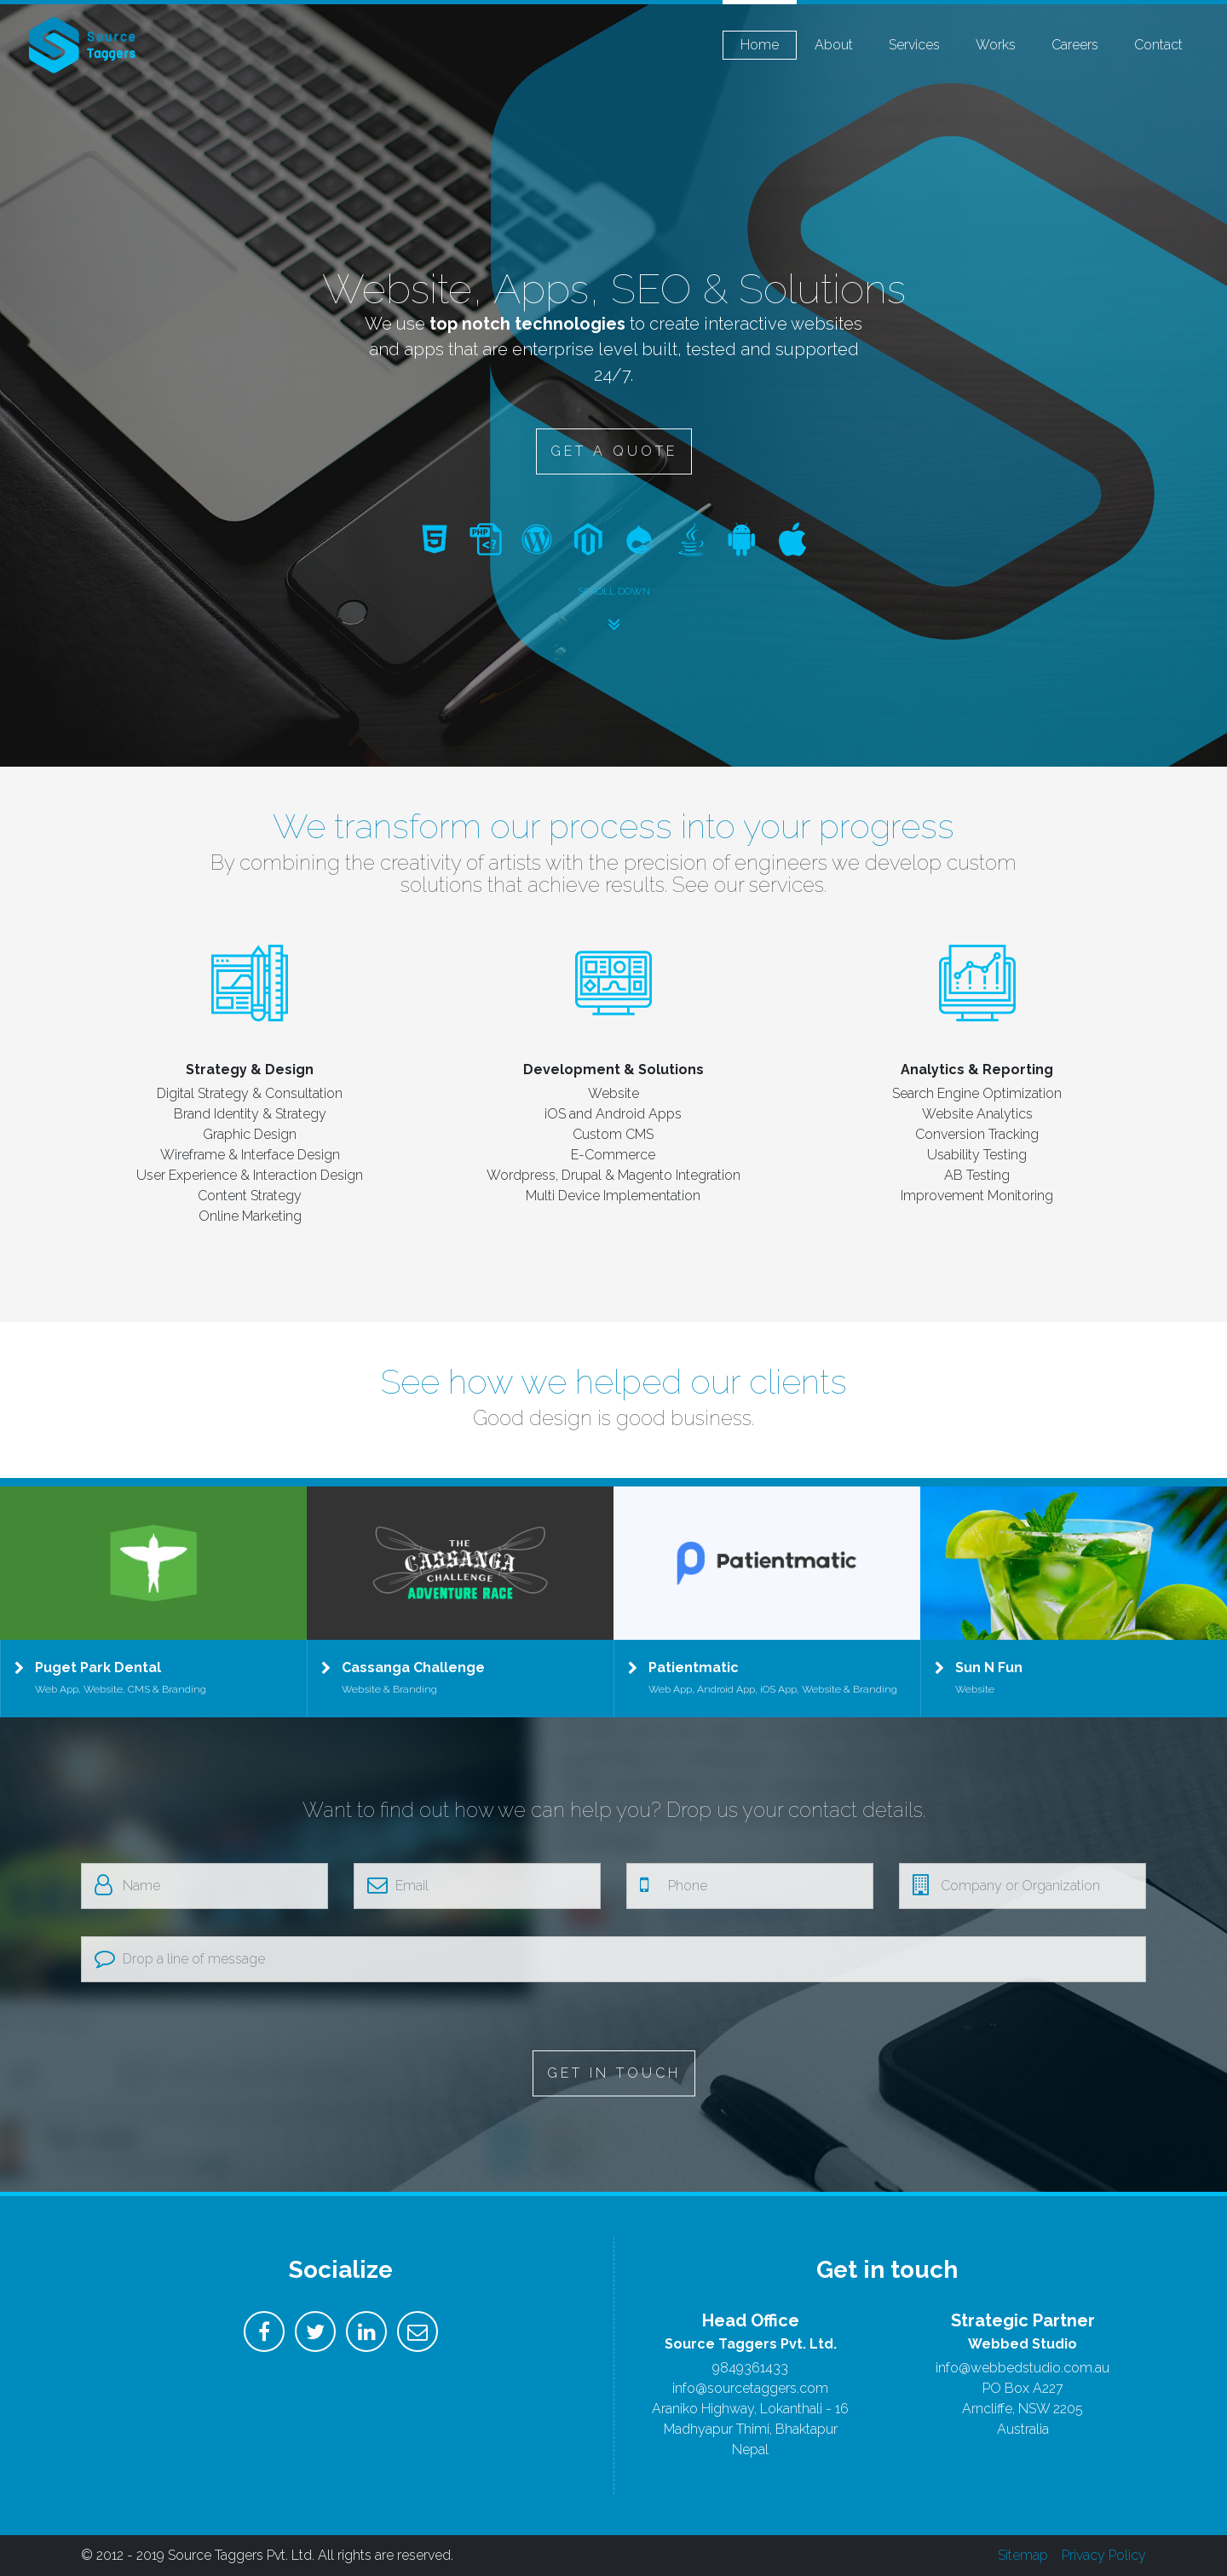 Source
Taggers
Home
About
Services
Works
Careers
Contact
Website, Apps, SEO & Solutions
We use top notch technologies to create interactive websites
and apps that are enterprise level built, tested and supported
24/7.
GET A QUOTE
PHP
SCROLL DOWN
We transform our process into your progress
By combining the creativity of artists with the precision of engineers we develop custom
solutions that achieve results. See our services.
Strategy & Design
Digital Strategy & Consultation
Brand Identity & Strategy
Graphic Design
Wireframe & Interface Design
User Experience & Interaction Design
Content Strategy
Online Marketing
Development & Solutions
Website
iOS and Android Apps
Custom CMS
E-Commerce
Wordpress, Drupal & Magento Integration
Multi Device Implementation
Analytics & Reporting
Search Engine Optimization
Website Analytics
Conversion Tracking
Usability Testing
AB Testing
Improvement Monitoring
See how we helped our clients
Good design is good business.
THE
CASSANGA
CHALLENGE
ADVENTURE RACE
Patientmatic
Puget Park Dental
Web App, Website, CMS & Branding
Cassanga Challenge
Website & Branding
Patientmatic
Web App, Android App, iOS App, Website & Branding
Sun N Fun
Website
Want to find out how we can help you? Drop us your contact details.
Name
Email
Phone
Company or Organization
Drop a line of message
GET IN TOUCH
Socialize
Get in touch
Head Office
Source Taggers Pvt. Ltd.
9849361433
info@sourcetaggers.com
Araniko Highway, Lokanthali - 16
Madhyapur Thimi, Bhaktapur
Nepal
Strategic Partner
Webbed Studio
info@webbedstudio.com.au
PO Box A227
Arncliffe, NSW 2205
Australia
© 2012 - 2019 Source Taggers Pvt. Ltd. All rights are reserved.
Sitemap
Privacy Policy